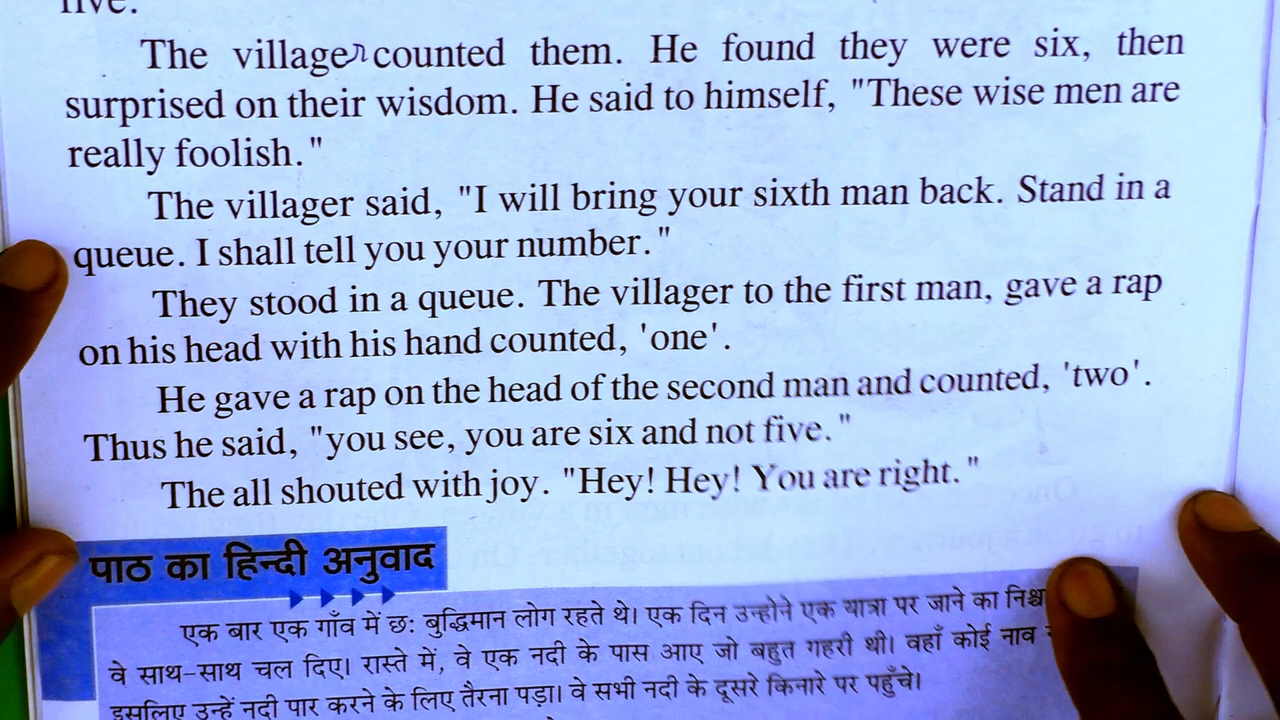 five.
The villager counted them. He found they were six, then
surprised on their wisdom. He said to himself, "These wise men are
really foolish."
The villager said, "I will bring your sixth man back. Stand in a
queue. I shall tell you your number."
They stood in a queue. The villager to the first man, gave a rap
on his head with his hand counted, 'one'.
He gave a rap on the head of the second man and counted, 'two'.
Thus he said, "you see, you are six and not five."
The all shouted with joy. "Hey! Hey! You are right."
पाठ का हिन्दी अनुवाद
एक बार एक गाँव में छः बुद्धिमान लोग रहते थे। एक दिन उन्होने एक यात्रा पर जाने का
वे साथ-साथ चल दिए। रास्ते में, वे एक नदी के पास आए जो बहुत गहरी थी। वहाँ कोई नाव
इसलिए उन्हें नदी पार करने के लिए तैरना पड़ा। वे सभी नदी के दूसरे किनारे पर पहुँचे।